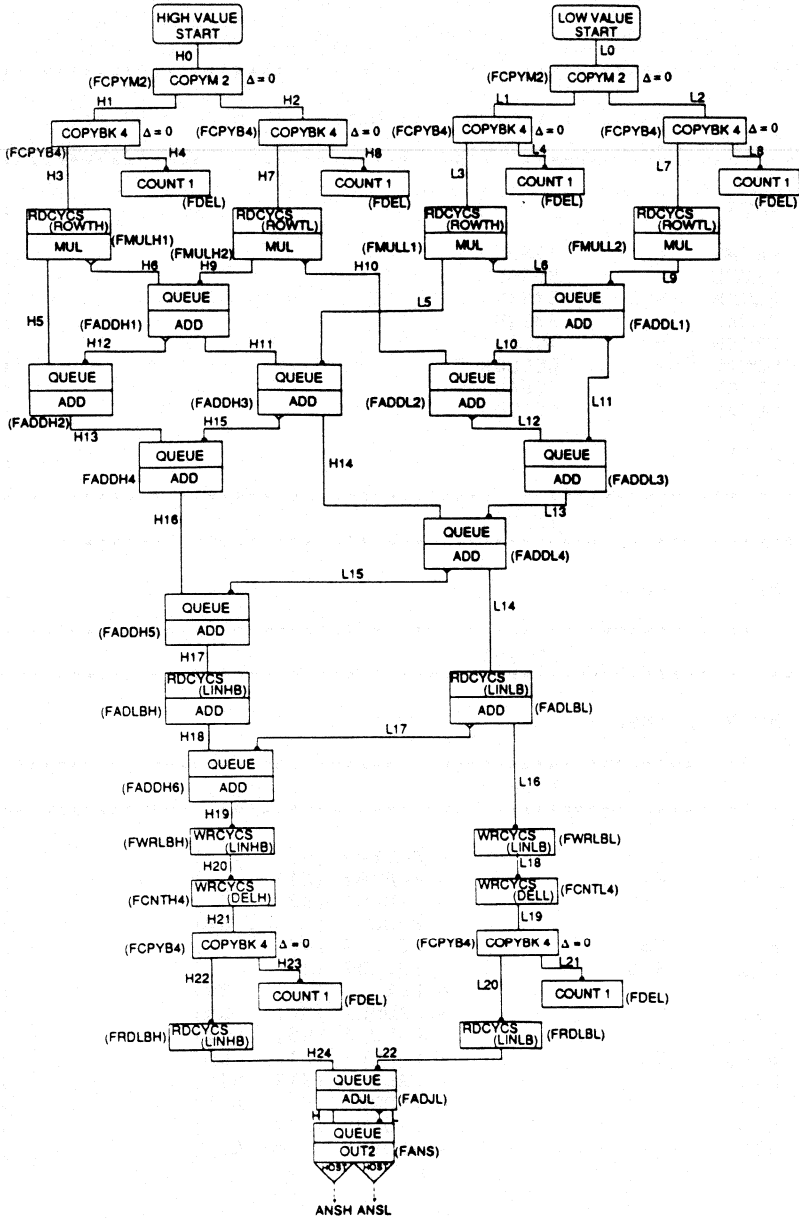 HIGH VALUE START
LOW VALUE START
H0
L0
(FCPYM2) COPYM 2 Δ = 0
(FCPYM2) COPYM 2 Δ = 0
H1 H2 L1 L2
COPYBK 4 Δ = 0
(FCPYB4) COPYBK 4 Δ = 0
(FCPYB4) COPYBK 4 Δ = 0
(FCPYB4) COPYBK 4 Δ = 0
(FCPYB4)
H3 H4 H7 H8 L3 L4 L7 L8
COUNT 1 COUNT 1 COUNT 1 COUNT 1
(FDEL) (FDEL) (FDEL) (FDEL)
RDCYCS (ROWTH)
MUL
(FMULH1)
RDCYCS (ROWTL)
MUL
(FMULH2)
RDCYCS (ROWTH)
MUL
(FMULL1)
RDCYCS (ROWTL)
MUL
(FMULL2)
H6 H9 H10 L6 L9
H5 L5
QUEUE
ADD
(FADDH1)
QUEUE
ADD
(FADDL1)
H12 H11 L10 L11
QUEUE
ADD
(FADDH2)
QUEUE
ADD
(FADDH3)
QUEUE
ADD
(FADDL2)
H13 H15 H14 L12
QUEUE
ADD
FADDH4
QUEUE
ADD
(FADDL3)
H16 L13
QUEUE
ADD
(FADDL4)
L15 L14
QUEUE
ADD
(FADDH5)
H17
RDCYCS (LINHB)
ADD
(FADLBH)
RDCYCS (LINLB)
ADD
(FADLBL)
H18 L17 L16
QUEUE
ADD
(FADDH6)
H19
(FWRLBH) WRCYCS (LINHB)
WRCYCS (LINLB) (FWRLBL)
H20 L18
(FCNTH4) WRCYCS (DELH)
WRCYCS (DELL) (FCNTL4)
H21 L19
(FCPYB4) COPYBK 4 Δ = 0
(FCPYB4) COPYBK 4 Δ = 0
H22 H23 L20 L21
COUNT 1 (FDEL)
COUNT 1 (FDEL)
(FRDLBH) RDCYCS (LINHB)
RDCYCS (LINLB) (FRDLBL)
H24 L22
QUEUE
ADJL (FADJL)
H
QUEUE
OUT2 (FANS)
HOST HOST
ANSH ANSL